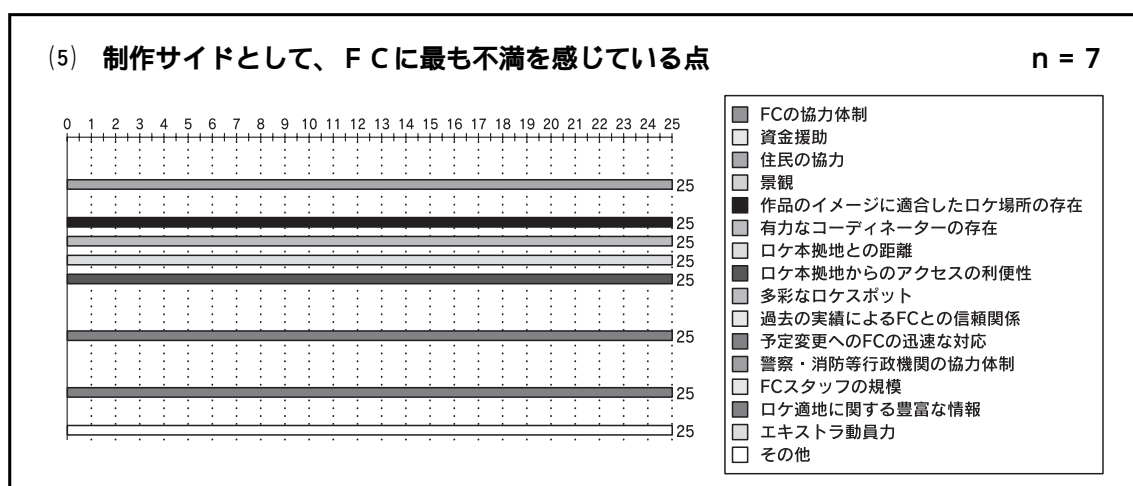 (5) 制作サイドとして、FCに最も不満を感じている点 n = 7
0 1 2 3 4 5 6 7 8 9 10 11 12 13 14 15 16 17 18 19 20 21 22 23 24 25
25
25
25
25
25
25
25
25
FCの協力体制
資金援助
住民の協力
景観
作品のイメージに適合したロケ場所の存在
有力なコーディネーターの存在
ロケ本拠地との距離
ロケ本拠地からのアクセスの利便性
多彩なロケスポット
過去の実績によるFCとの信頼関係
予定変更へのFCの迅速な対応
警察・消防等行政機関の協力体制
FCスタッフの規模
ロケ適地に関する豊富な情報
エキストラ動員力
その他